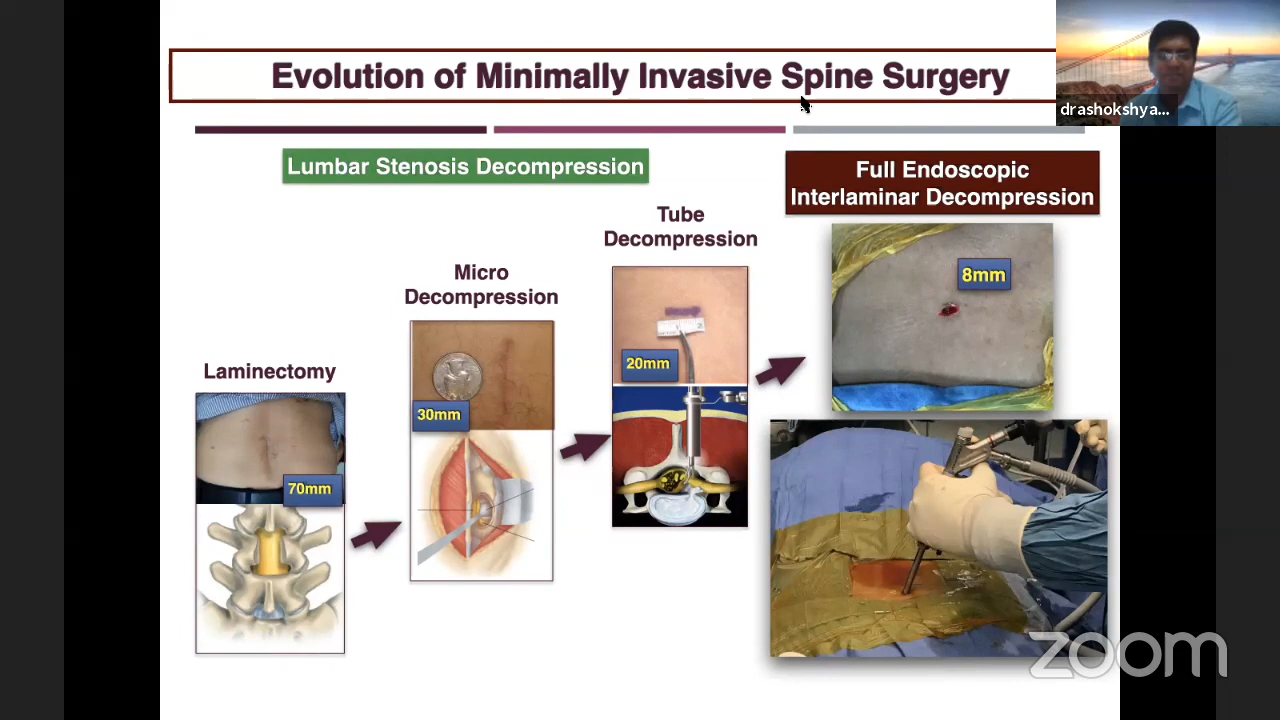 Evolution of Minimally Invasive Spine Surgery
drashokshya...
Lumbar Stenosis Decompression
Full Endoscopic
Interlaminar Decompression
Tube
Decompression
8mm
Micro
Decompression
20mm
Laminectomy
30mm
70mm
zoom